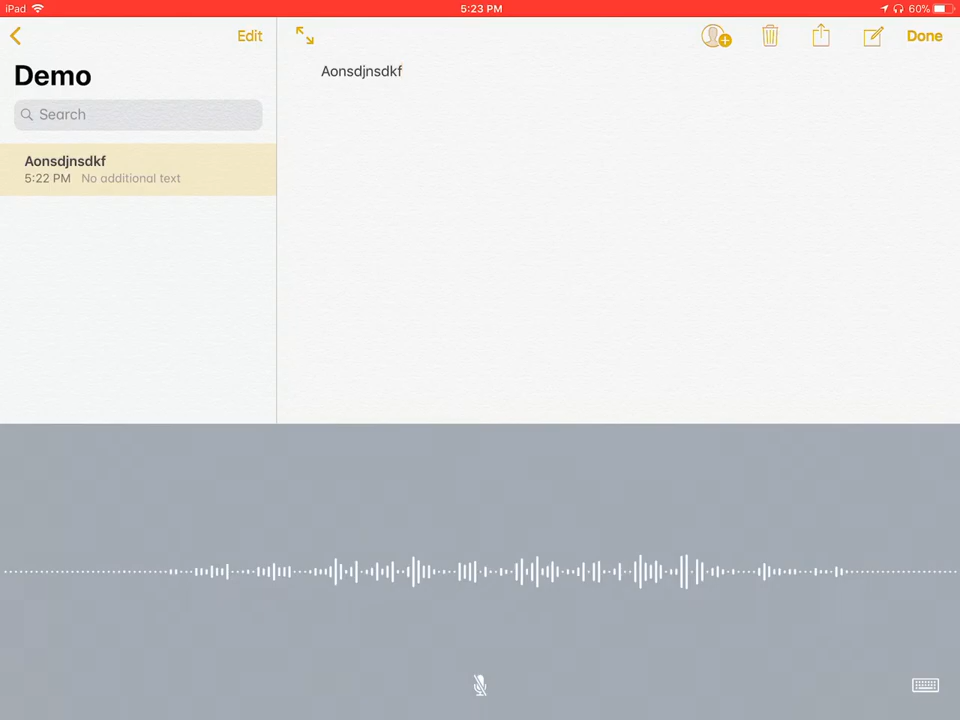 iPad 5:23 PM 60%
Edit Done
Demo
Aonsdjnsdkf
Search
Aonsdjnsdkf
5:22 PM No additional text